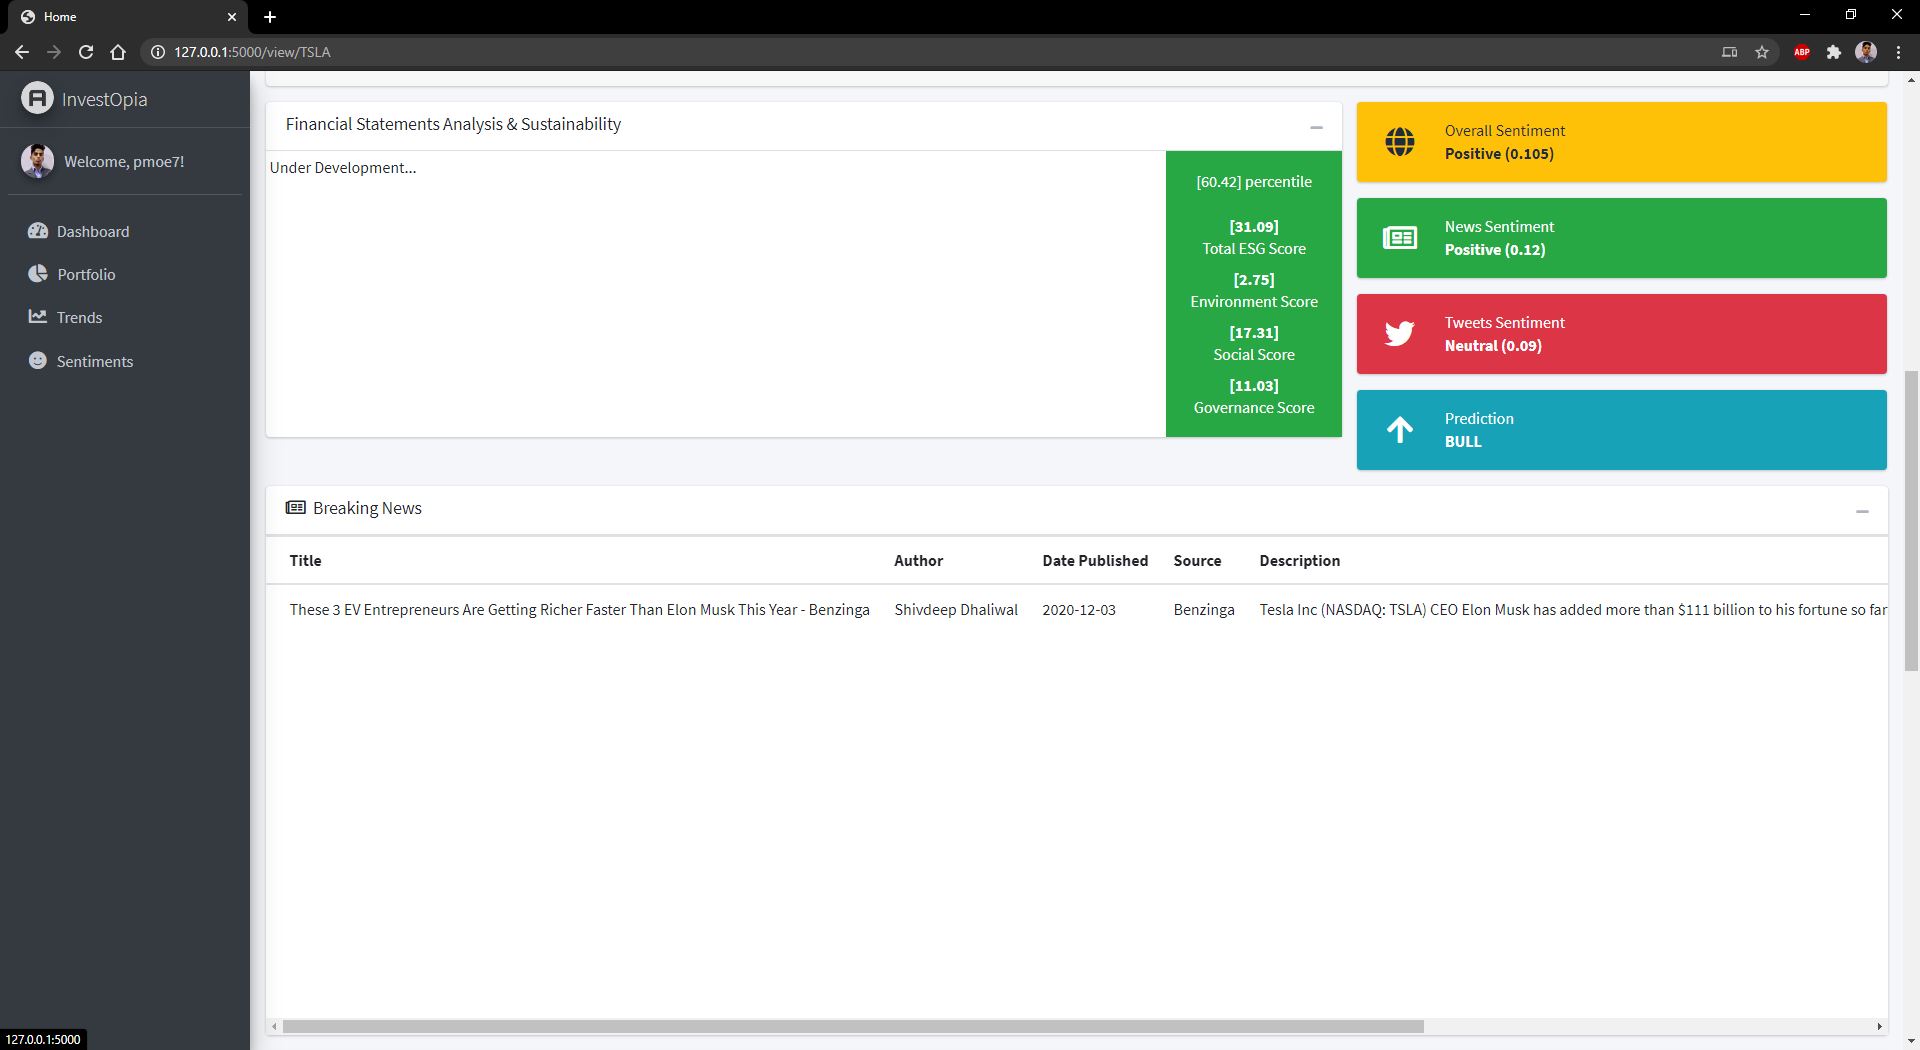 Home
127.0.0.1:5000/view/TSLA
ABP
InvestOpia
Welcome, pmoe7!
Dashboard
Portfolio
Trends
Sentiments
Financial Statements Analysis & Sustainability
Under Development...
[60.42] percentile
[31.09]
Total ESG Score
[2.75]
Environment Score
[17.31]
Social Score
[11.03]
Governance Score
Overall Sentiment
Positive (0.105)
News Sentiment
Positive (0.12)
Tweets Sentiment
Neutral (0.09)
Prediction
BULL
Breaking News
Title Author Date Published Source Description
These 3 EV Entrepreneurs Are Getting Richer Faster Than Elon Musk This Year - Benzinga Shivdeep Dhaliwal 2020-12-03 Benzinga Tesla Inc (NASDAQ: TSLA) CEO Elon Musk has added more than $111 billion to his fortune so far
127.0.0.1:5000